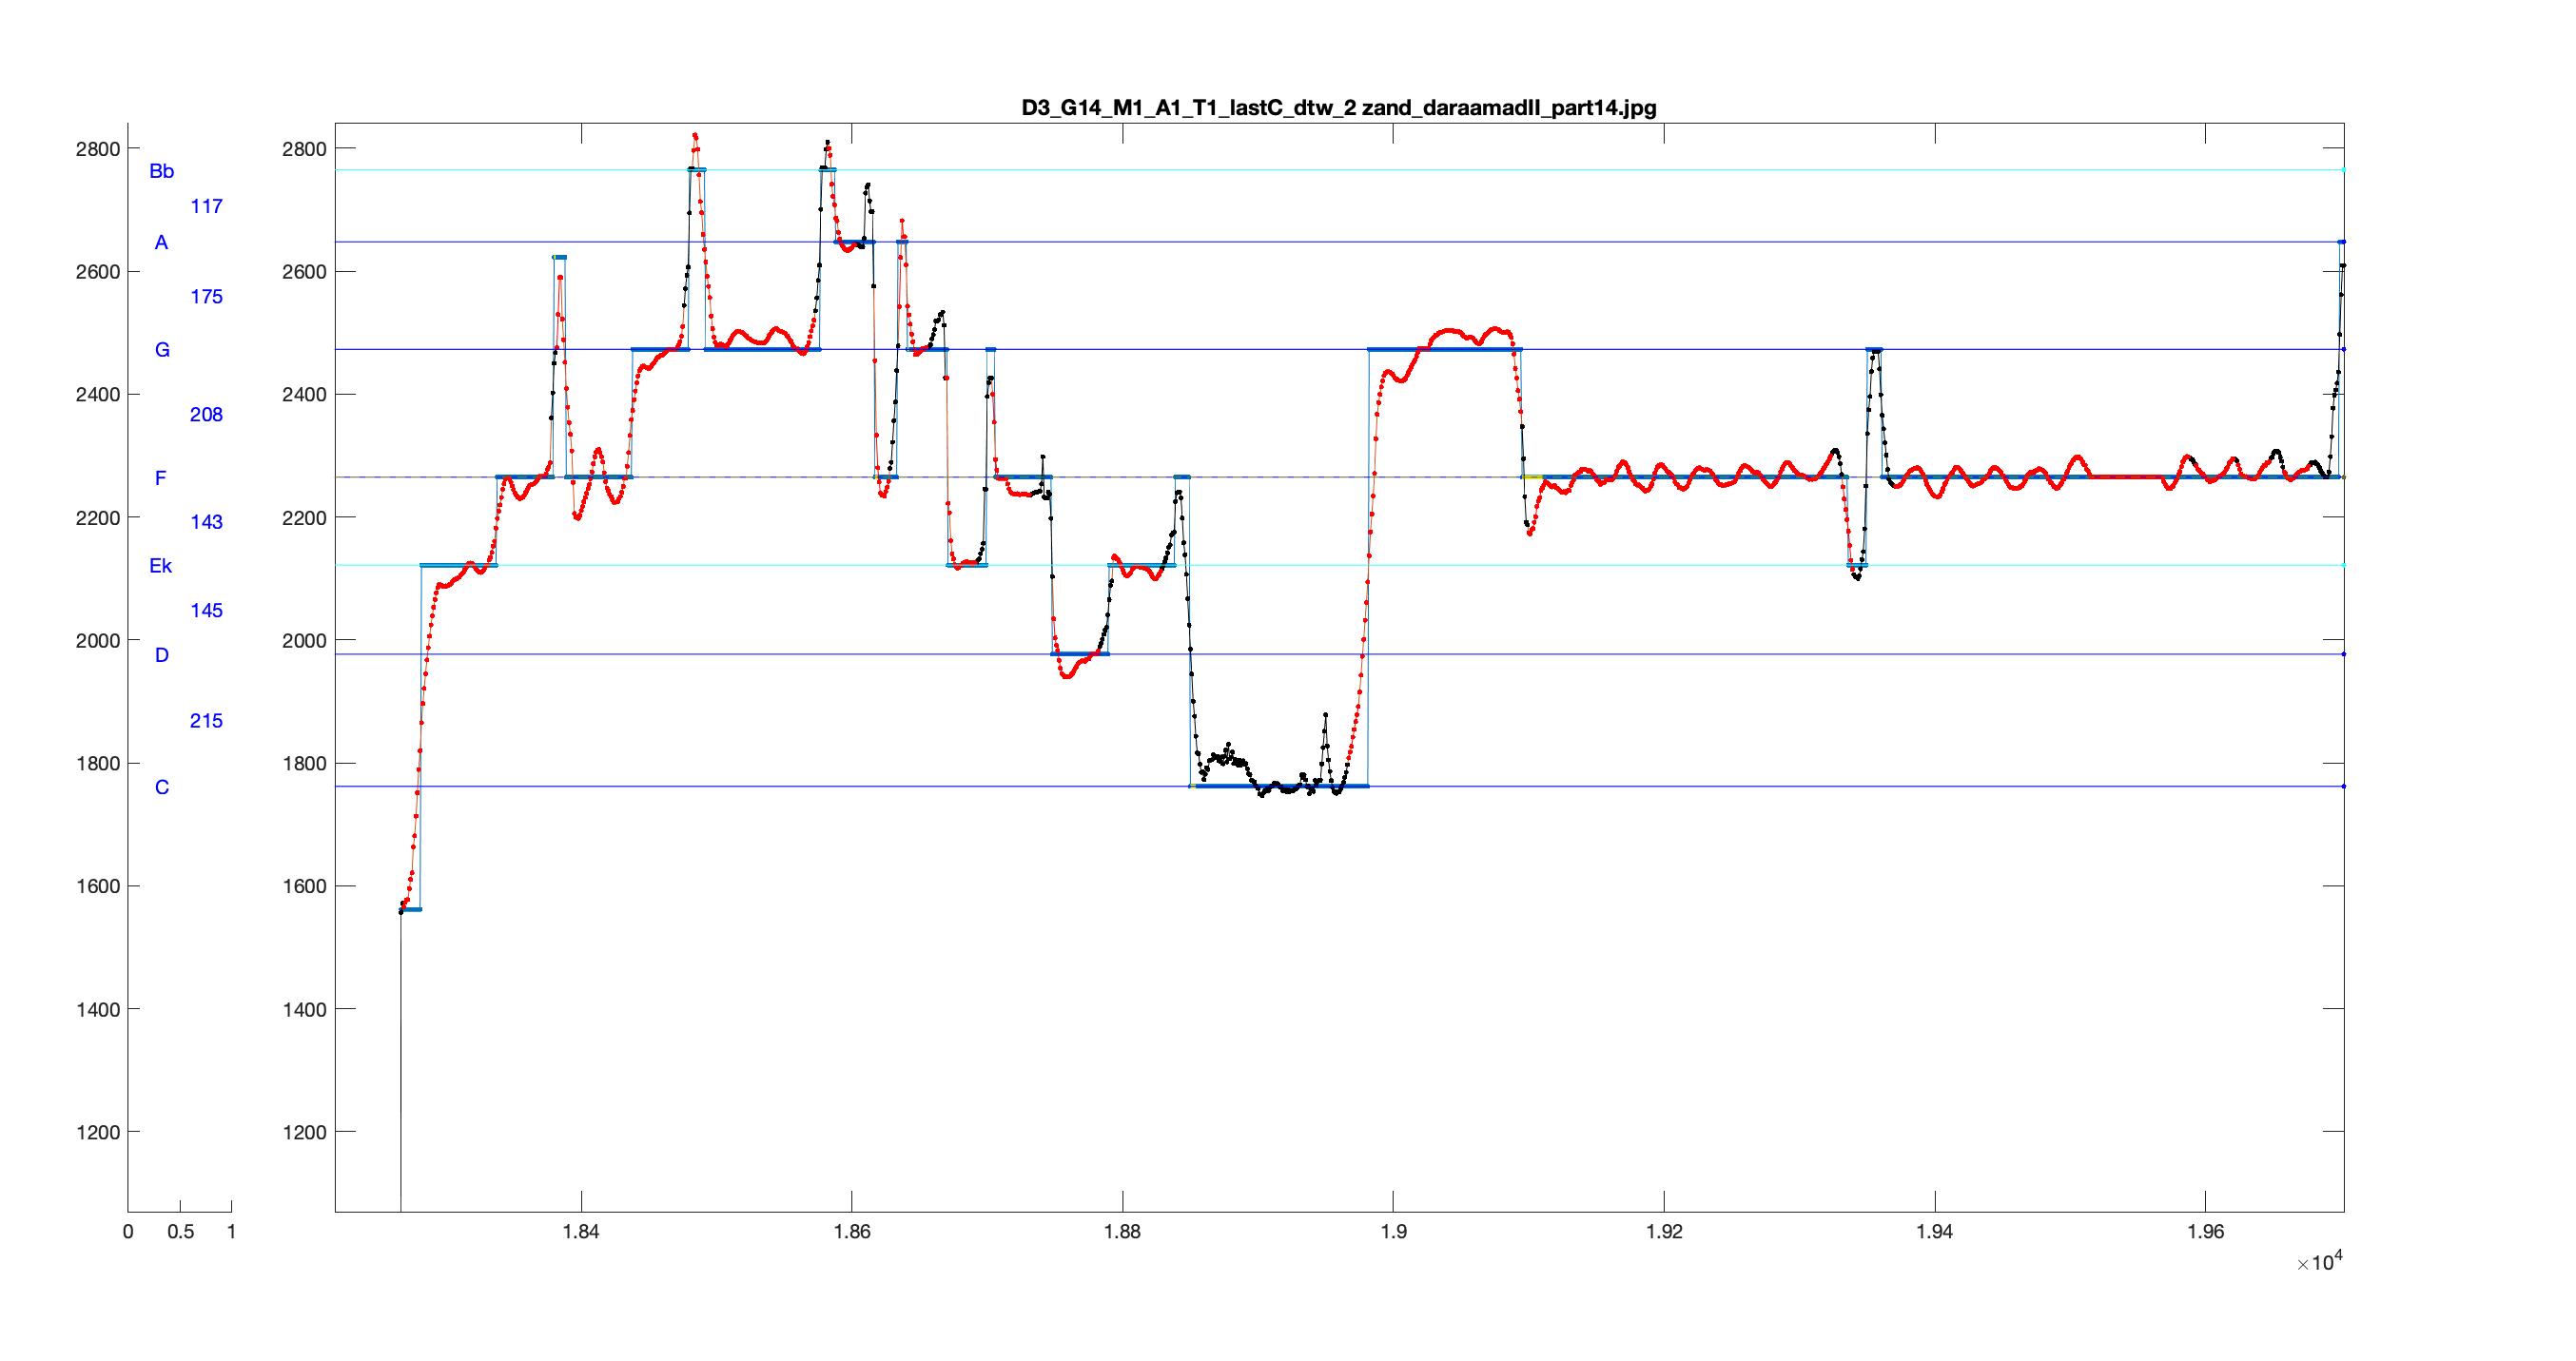 D3_G14_M1_A1_T1_lastC_dtw_2 zand_daraamadII_part14.jpg
2800 2800
Bb
117
A
2600 2600
175
G
2400 2400
208
F
2200 2200
143
Ek
145
2000 2000
D
215
1800 1800
C
1600 1600
1400 1400
1200 1200
0 0.5 1 1.84 1.86 1.88 1.9 1.92 1.94 1.96
×10^4